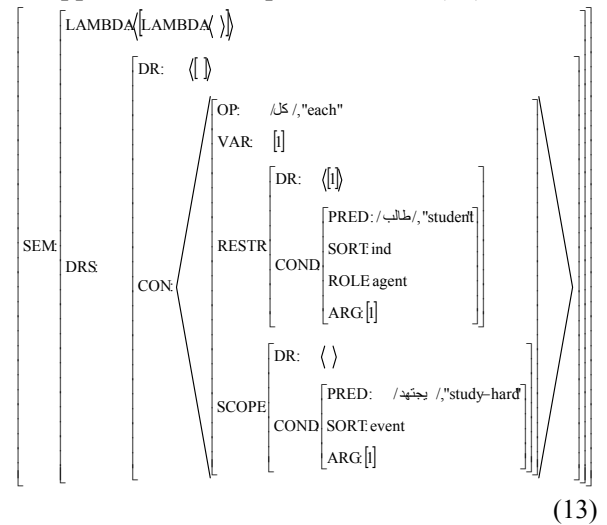 LAMBDA⟨[LAMBDA⟨ ⟩]⟩
DR: ⟨[ ]⟩
OP: /كل /,"each"
VAR: [1]
DR: ⟨[1]⟩
PRED: /طالب /,"student"
SORT: ind
RESTR
COND
ROLE: agent
ARG: [1]
SEM:
DRS:
CON:
DR: ⟨ ⟩
PRED: /يجتهد /,"study-hard"
SCOPE
COND
SORT: event
ARG: [1]
(13)